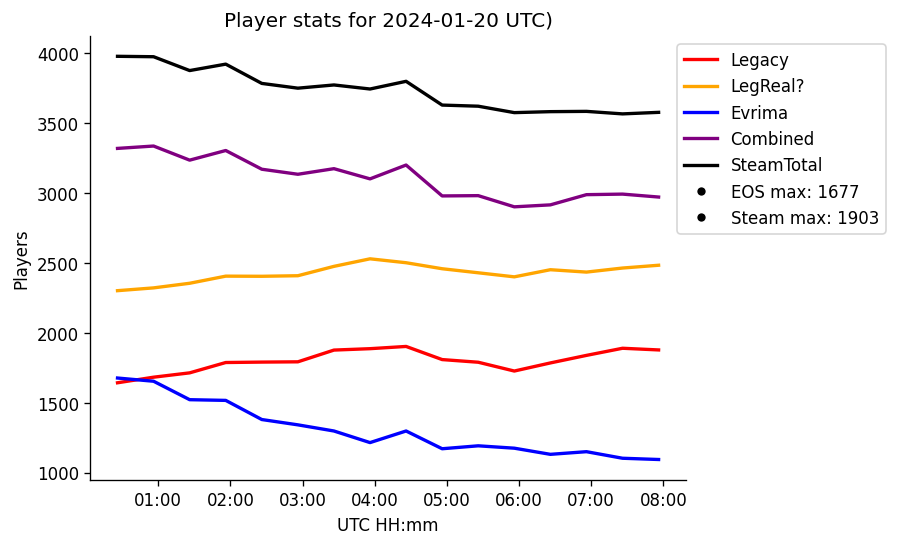 Player stats for 2024-01-20 UTC)
Legacy
LegReal?
Evrima
Combined
SteamTotal
EOS max: 1677
Steam max: 1903
Players
4000
3500
3000
2500
2000
1500
1000
01:00 02:00 03:00 04:00 05:00 06:00 07:00 08:00
UTC HH:mm